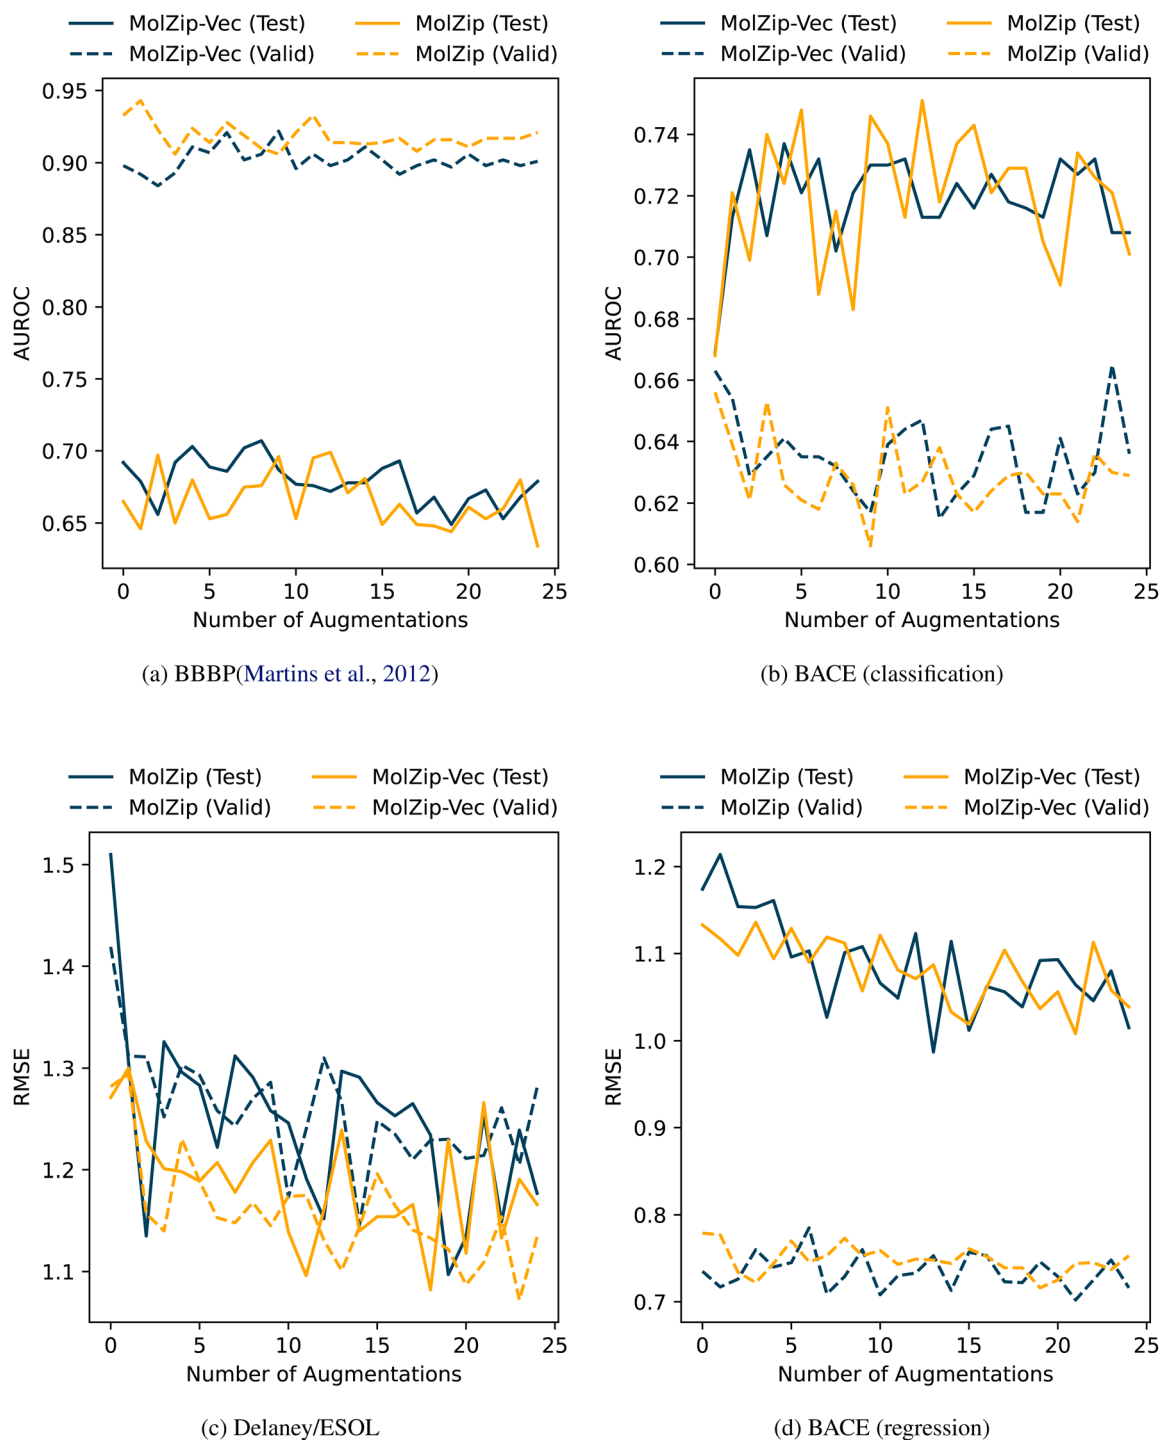 MolZip-Vec (Test) MolZip (Test)
MolZip-Vec (Valid) MolZip (Valid)
0.95
0.90
0.85
0.80
0.75
0.70
0.65
AUROC
0 5 10 15 20 25
Number of Augmentations
(a) BBBP(Martins et al., 2012)
MolZip-Vec (Test) MolZip (Test)
MolZip-Vec (Valid) MolZip (Valid)
0.74
0.72
0.70
0.68
0.66
0.64
0.62
0.60
AUROC
0 5 10 15 20 25
Number of Augmentations
(b) BACE (classification)
MolZip (Test) MolZip-Vec (Test)
MolZip (Valid) MolZip-Vec (Valid)
1.5
1.4
1.3
1.2
1.1
RMSE
0 5 10 15 20 25
Number of Augmentations
(c) Delaney/ESOL
MolZip (Test) MolZip-Vec (Test)
MolZip (Valid) MolZip-Vec (Valid)
1.2
1.1
1.0
0.9
0.8
0.7
RMSE
0 5 10 15 20 25
Number of Augmentations
(d) BACE (regression)